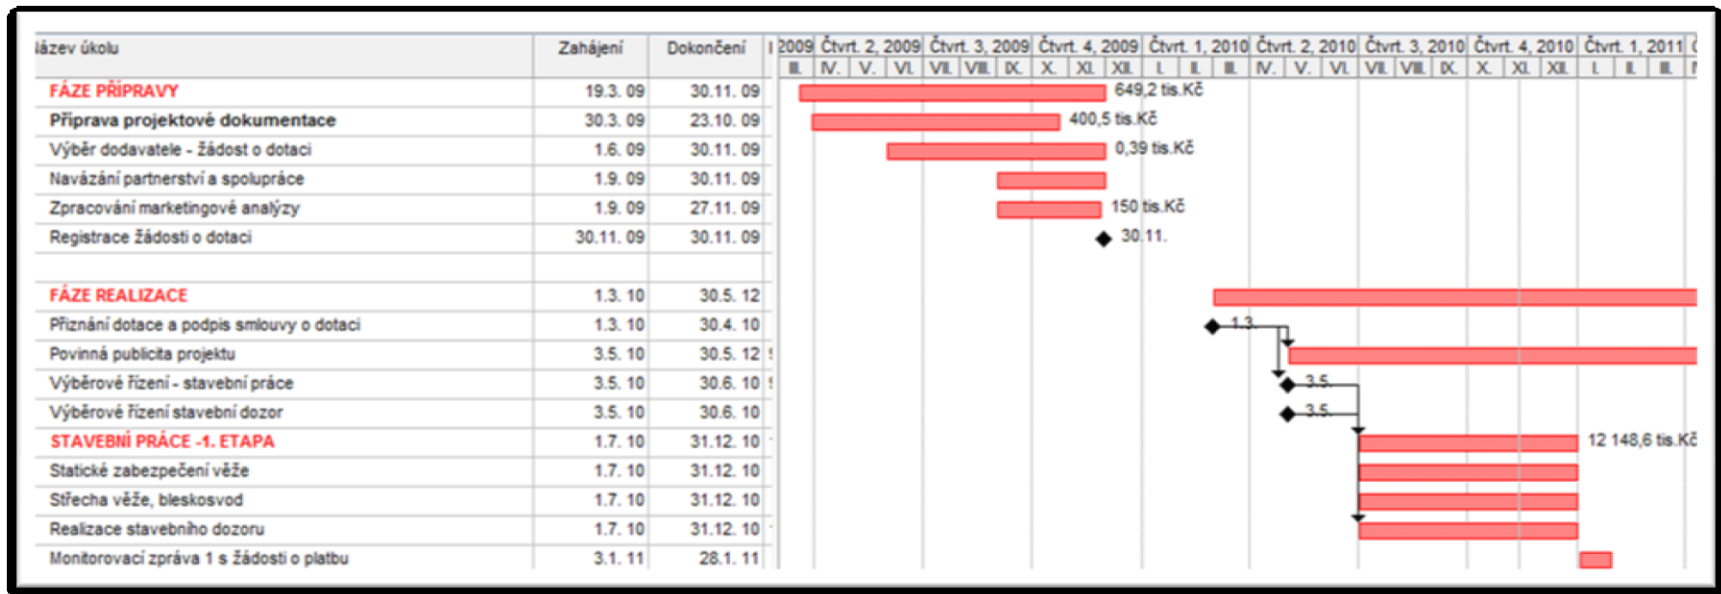 Název úkolu Zahájení Dokončení 2009 Čtvrt. 2, 2009 Čtvrt. 3, 2009 Čtvrt. 4, 2009 Čtvrt. 1, 2010 Čtvrt. 2, 2010 Čtvrt. 3, 2010 Čtvrt. 4, 2010 Čtvrt. 1, 2011
III. IV. V. VI. VII. VIII. IX. X. XI. XII. I. II. III. IV. V. VI. VII. VIII. IX. X. XI. XII. I. II. III.
FÁZE PŘÍPRAVY 19.3. 09 30.11. 09 649,2 tis.Kč
Příprava projektové dokumentace 30.3. 09 23.10. 09 400,5 tis.Kč
Výběr dodavatele - žádost o dotaci 1.6. 09 30.11. 09 0,39 tis.Kč
Navázání partnerství a spolupráce 1.9. 09 30.11. 09
Zpracování marketingové analýzy 1.9. 09 27.11. 09 150 tis.Kč
Registrace žádosti o dotaci 30.11. 09 30.11. 09 30.11.
FÁZE REALIZACE 1.3. 10 30.5. 12
Přiznání dotace a podpis smlouvy o dotaci 1.3. 10 30.4. 10 1.3.
Povinná publicita projektu 3.5. 10 30.5. 12
Výběrové řízení - stavební práce 3.5. 10 30.6. 10 3.5.
Výběrové řízení stavební dozor 3.5. 10 30.6. 10 3.5.
STAVEBNÍ PRÁCE -1. ETAPA 1.7. 10 31.12. 10 12 148,6 tis.Kč
Statické zabezpečení věže 1.7. 10 31.12. 10
Střecha věže, bleskosvod 1.7. 10 31.12. 10
Realizace stavebního dozoru 1.7. 10 31.12. 10
Monitorovací zpráva 1 s žádosti o platbu 3.1. 11 28.1. 11